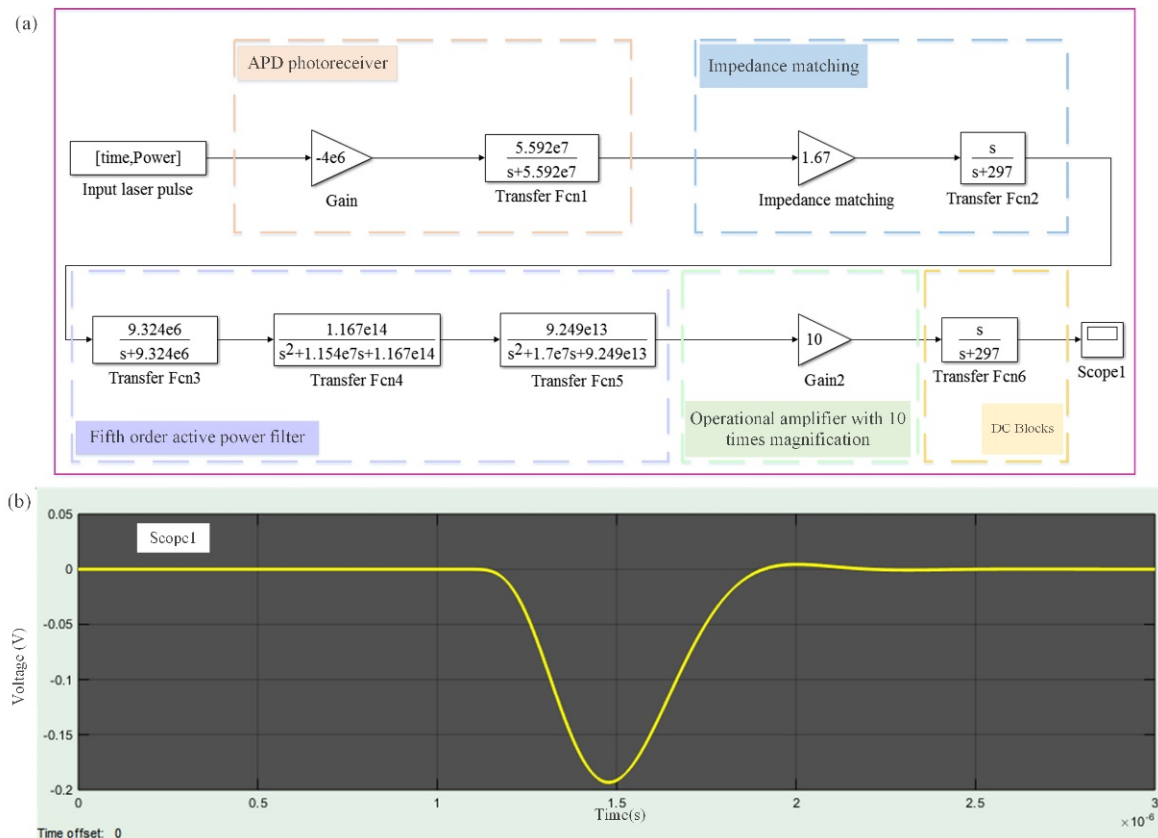 (a)
APD photoreceiver
Impedance matching
[time,Power]
Input laser pulse
-4e6
Gain
5.592e7
s+5.592e7
Transfer Fcn1
1.67
Impedance matching
s
s+297
Transfer Fcn2
9.324e6
s+9.324e6
Transfer Fcn3
1.167e14
s²+1.154e7s+1.167e14
Transfer Fcn4
9.249e13
s²+1.7e7s+9.249e13
Transfer Fcn5
10
Gain2
s
s+297
Transfer Fcn6
Scope1
Fifth order active power filter
Operational amplifier with 10
times magnification
DC Blocks
(b)
Scope1
Voltage (V)
0.05
0
-0.05
-0.1
-0.15
-0.2
0
0.5
1
1.5
2
2.5
3
Time(s)
×10⁻⁶
Time offset: 0